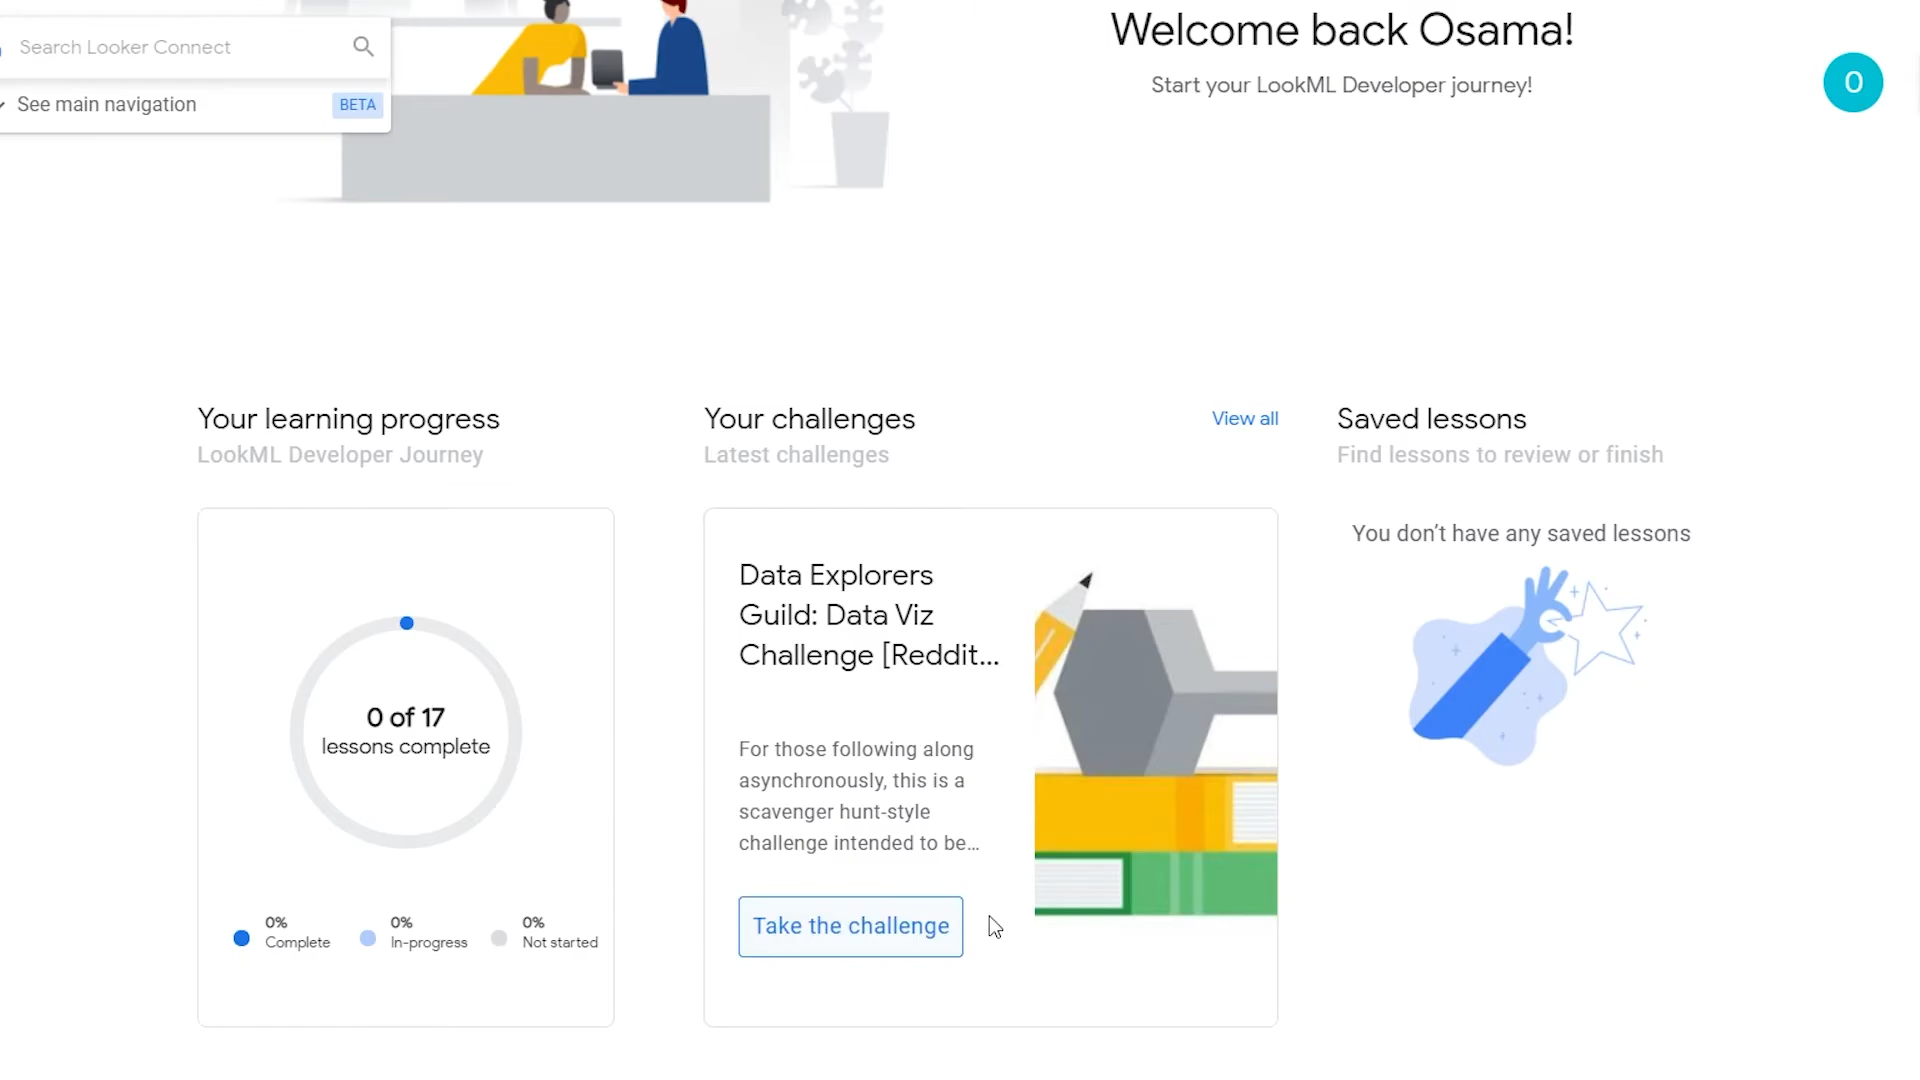 Search Looker Connect
See main navigation
BETA
Welcome back Osama!
Start your LookML Developer journey!
O
Your learning progress
LookML Developer Journey
0 of 17
lessons complete
0%
Complete
0%
In-progress
0%
Not started
Your challenges
View all
Latest challenges
Data Explorers
Guild: Data Viz
Challenge [Reddit...
For those following along
asynchronously, this is a
scavenger hunt-style
challenge intended to be...
Take the challenge
Saved lessons
Find lessons to review or finish
You don’t have any saved lessons